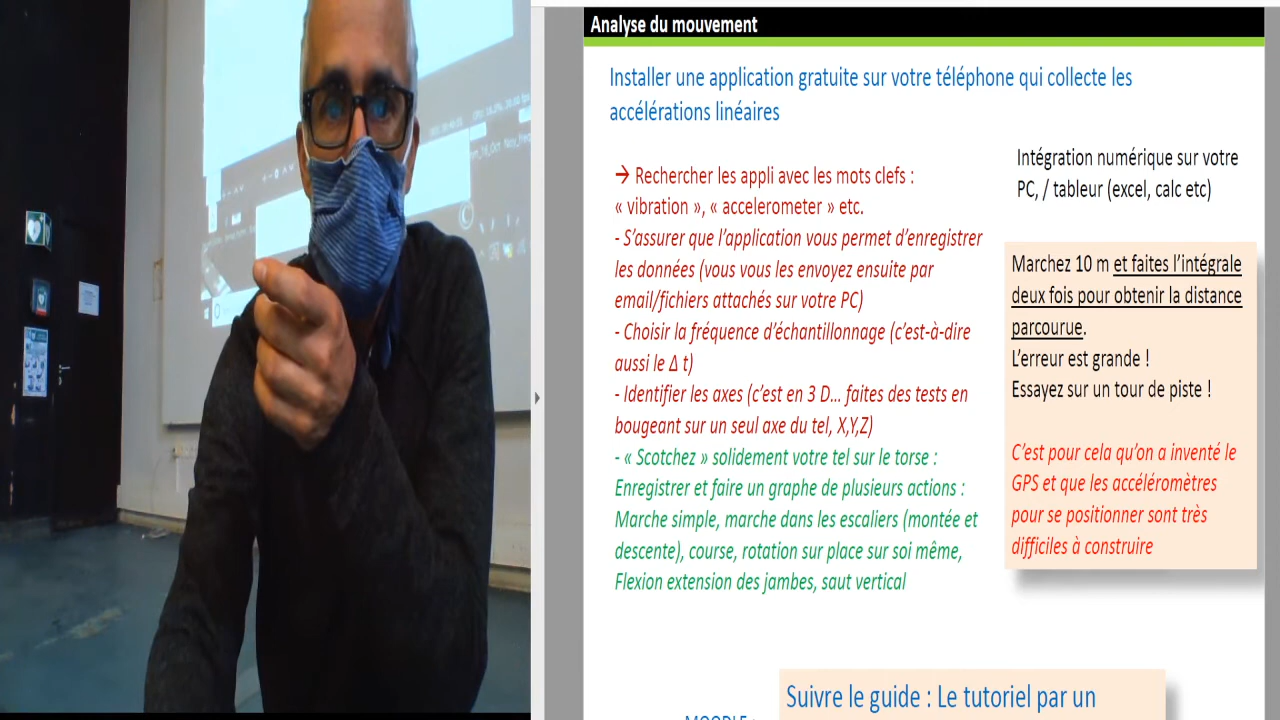 Analyse du mouvement
Installer une application gratuite sur votre téléphone qui collecte les
accélérations linéaires
→ Rechercher les appli avec les mots clefs :
« vibration », « accelerometer » etc.
- S’assurer que l’application vous permet d’enregistrer
les données (vous vous les envoyez ensuite par
email/fichiers attachés sur votre PC)
- Choisir la fréquence d’échantillonnage (c’est-à-dire
aussi le Δ t)
- Identifier les axes (c’est en 3 D... faites des tests en
bougeant sur un seul axe du tel, X,Y,Z)
- « Scotchez » solidement votre tel sur le torse :
Enregistrer et faire un graphe de plusieurs actions :
Marche simple, marche dans les escaliers (montée et
descente), course, rotation sur place sur soi même,
Flexion extension des jambes, saut vertical
Intégration numérique sur votre
PC, / tableur (excel, calc etc)
Marchez 10 m et faites l’intégrale
deux fois pour obtenir la distance
parcourue.
L’erreur est grande !
Essayez sur un tour de piste !
C’est pour cela qu’on a inventé le
GPS et que les accéléromètres
pour se positionner sont très
difficiles à construire
Suivre le guide : Le tutoriel par un
MOODLE :